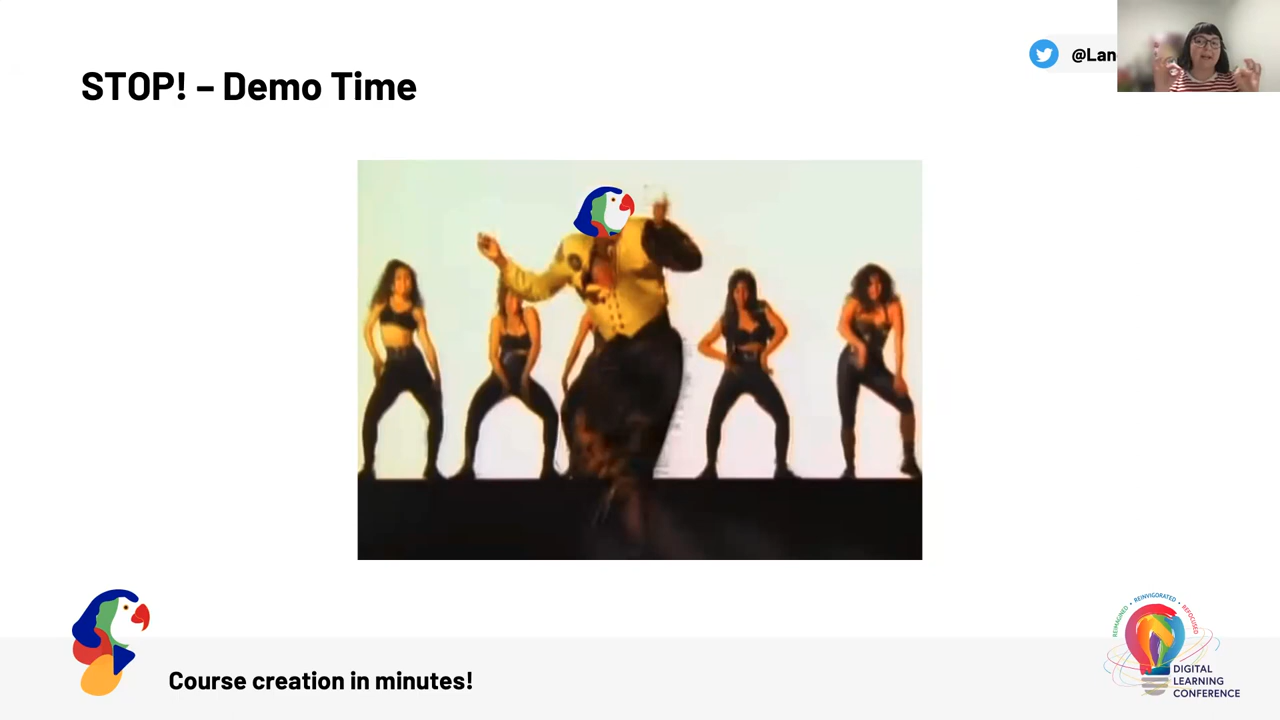 STOP! – Demo Time
@Lan
Course creation in minutes!
REIMAGINED • REINVIGORATED • REFOCUSED
DIGITAL
LEARNING
CONFERENCE